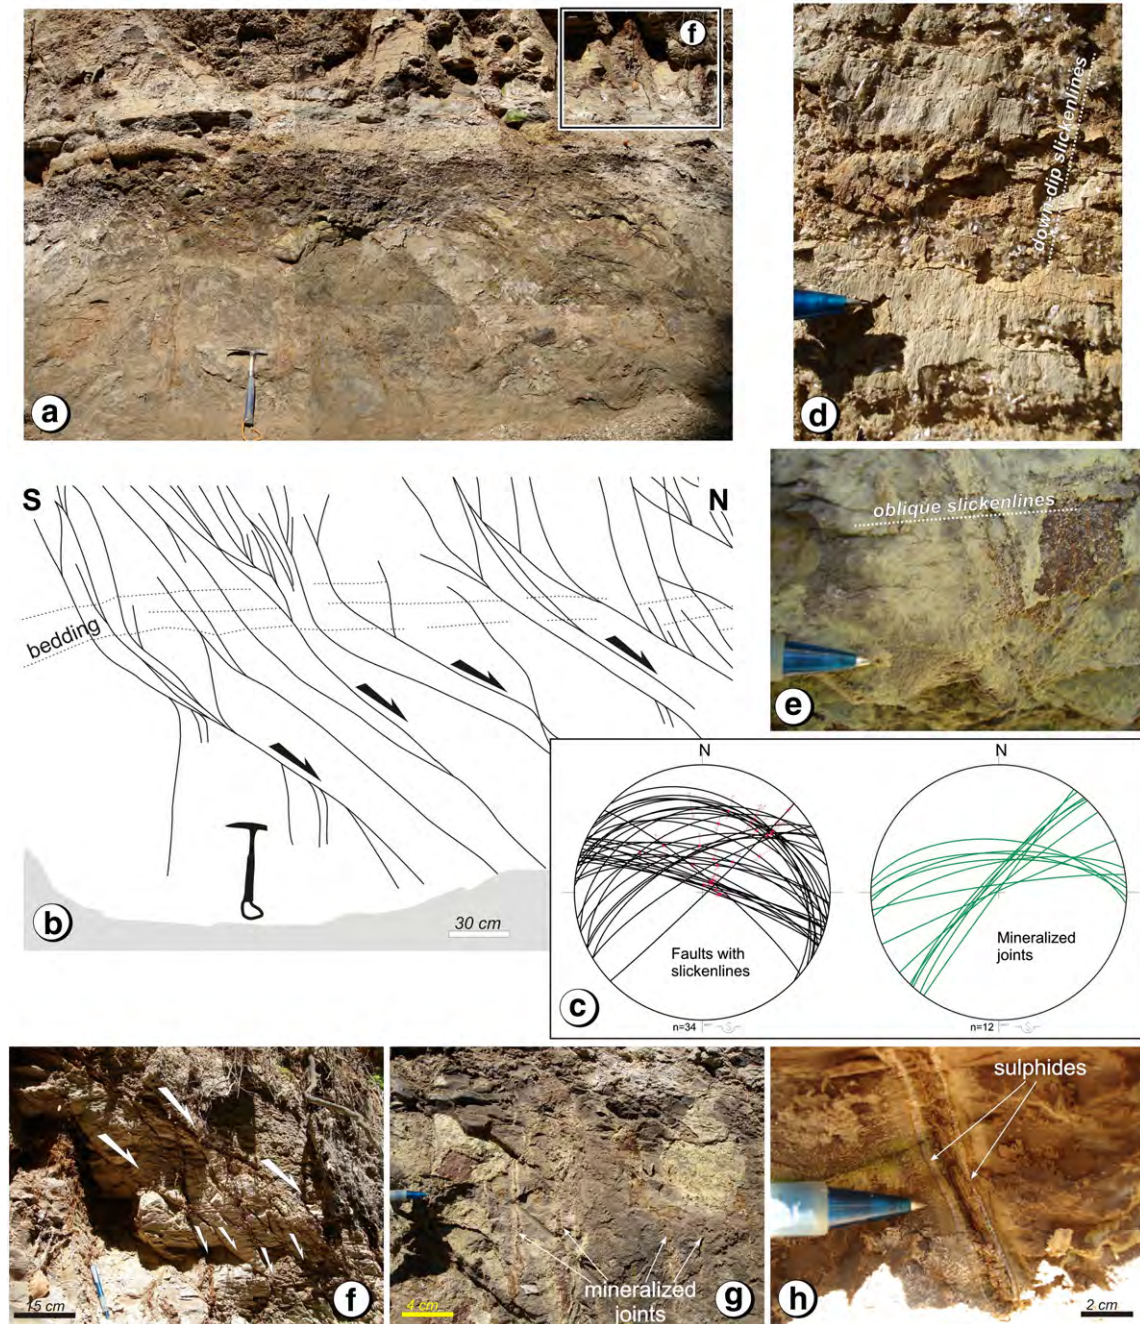 f
a
down-dip slickenlines
d
S
N
bedding
30 cm
b
oblique slickenlines
e
N
N
Faults with
slickenlines
Mineralized
joints
c
n=34
n=12
15 cm
f
4 cm
mineralized
joints
g
sulphides
h
2 cm